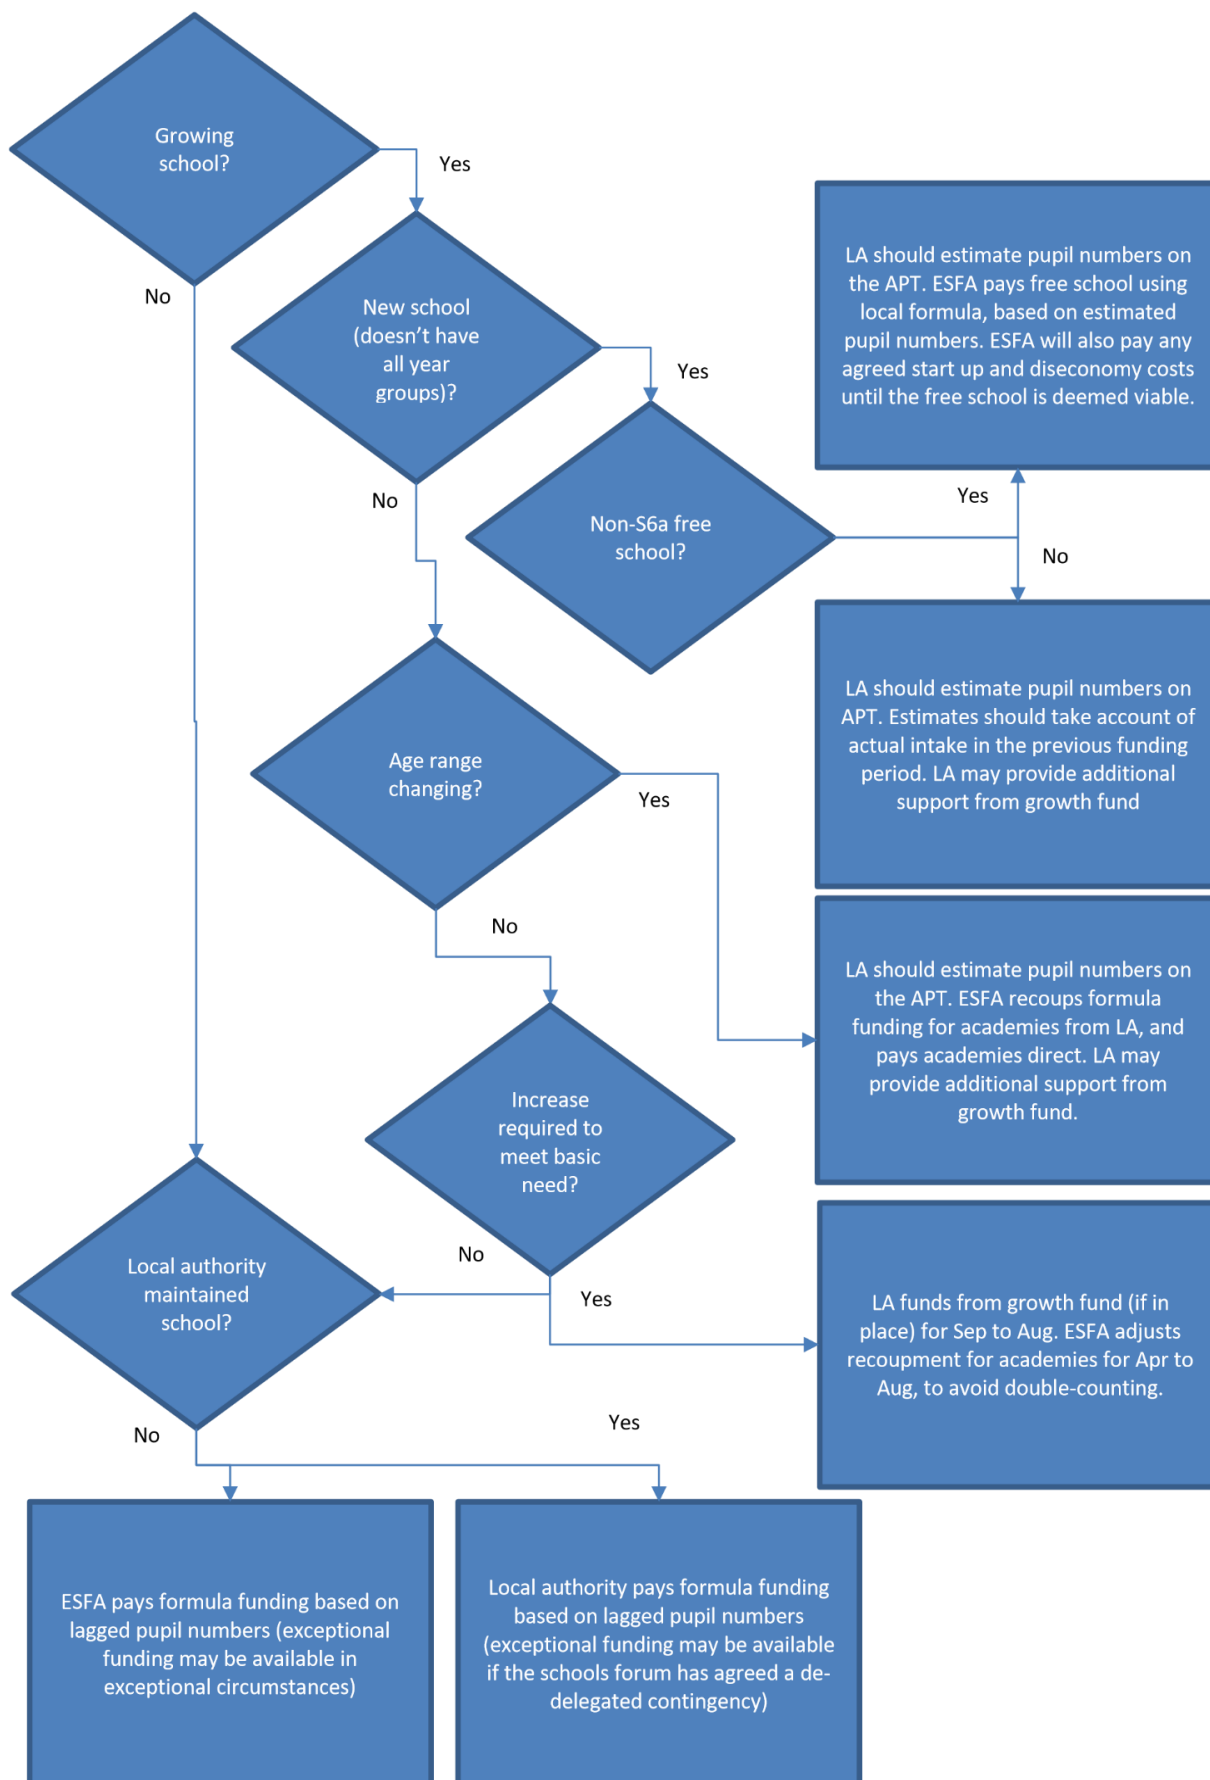 Growing
school?
Yes
No
New school
(doesn't have
all year
groups)?
Yes
No
LA should estimate pupil numbers on
the APT. ESFA pays free school using
local formula, based on estimated
pupil numbers. ESFA will also pay any
agreed start up and diseconomy costs
until the free school is deemed viable.
Non-S6a free
school?
Yes
No
LA should estimate pupil numbers on
APT. Estimates should take account of
actual intake in the previous funding
period. LA may provide additional
support from growth fund
Age range
changing?
Yes
No
LA should estimate pupil numbers on
the APT. ESFA recoups formula
funding for academies from LA, and
pays academies direct. LA may
provide additional support from
growth fund.
Increase
required to
meet basic
need?
No
Yes
LA funds from growth fund (if in
place) for Sep to Aug. ESFA adjusts
recoupment for academies for Apr to
Aug, to avoid double-counting.
Local authority
maintained
school?
No
Yes
ESFA pays formula funding based on
lagged pupil numbers (exceptional
funding may be available in
exceptional circumstances)
Local authority pays formula funding
based on lagged pupil numbers
(exceptional funding may be available
if the schools forum has agreed a de-
delegated contingency)